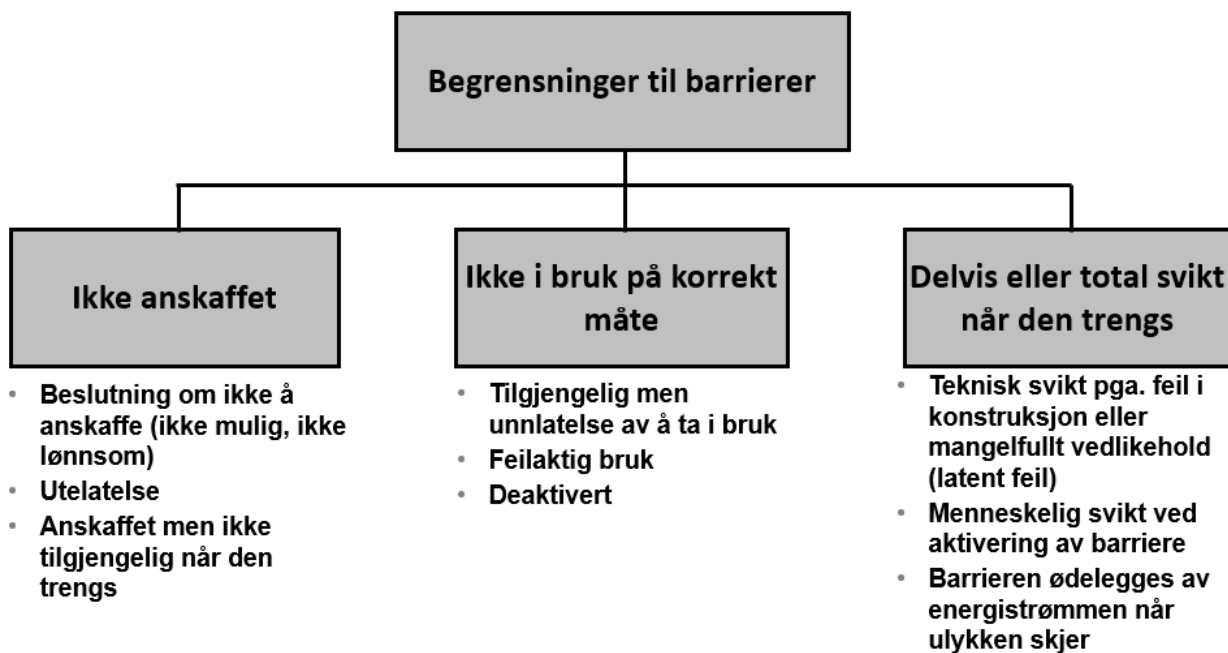 Begrensninger til barrierer
Ikke anskaffet
• Beslutning om ikke å
anskaffe (ikke mulig, ikke
lønnsom)
• Utelatelse
• Anskaffet men ikke
tilgjengelig når den
trengs
Ikke i bruk på korrekt
måte
• Tilgjengelig men
unnlatelse av å ta i bruk
• Feilaktig bruk
• Deaktivert
Delvis eller total svikt
når den trengs
• Teknisk svikt pga. feil i
konstruksjon eller
mangelfullt vedlikehold
(latent feil)
• Menneskelig svikt ved
aktivering av barriere
• Barrieren ødelegges av
energistrømmen når
ulykken skjer